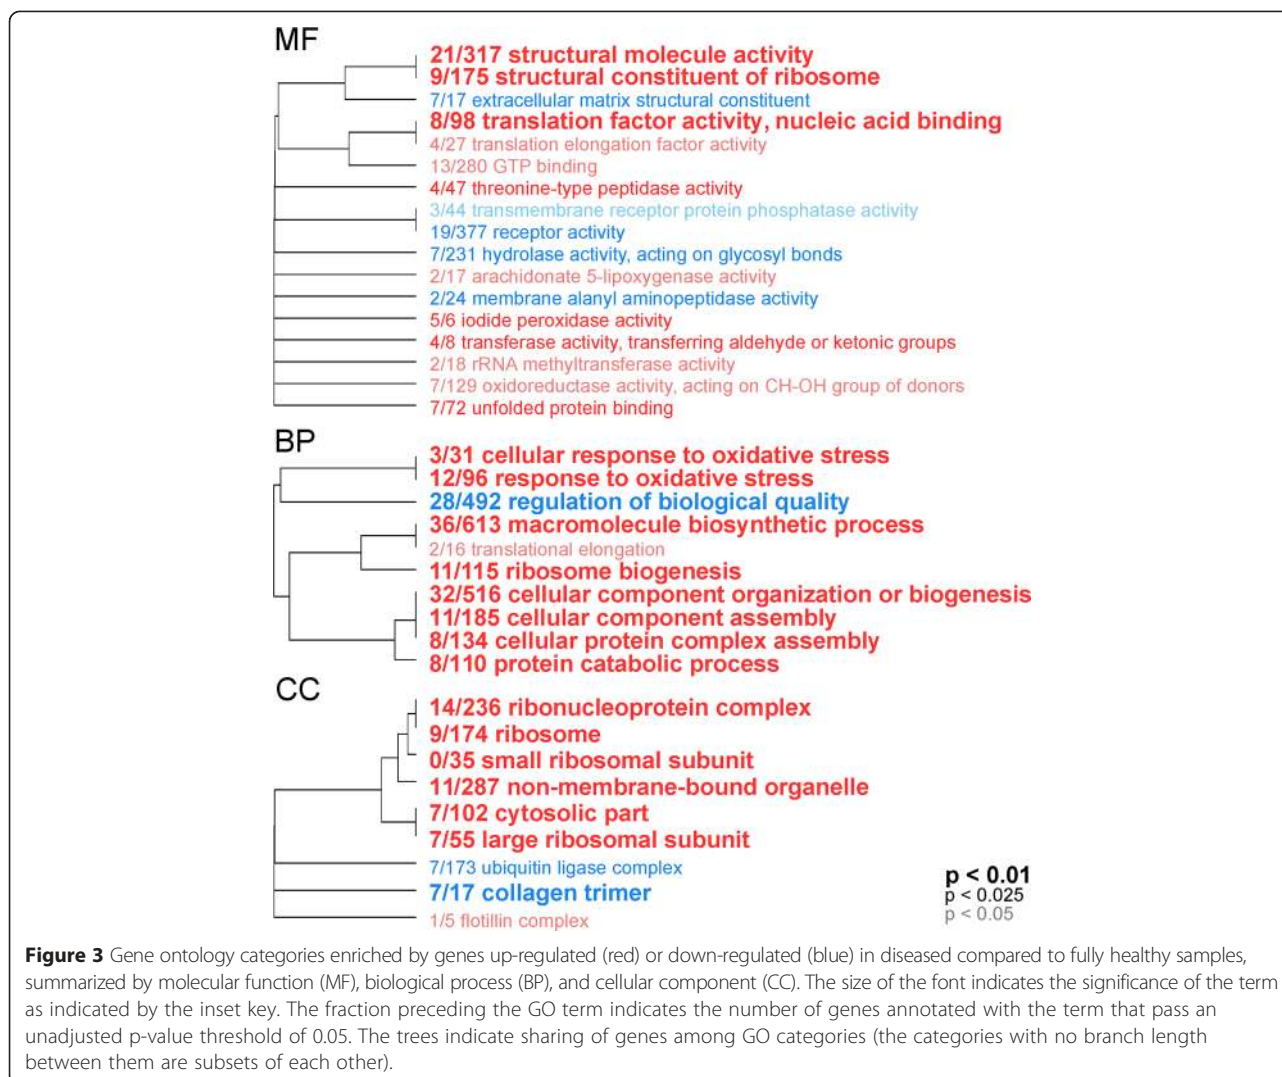 MF
21/317 structural molecule activity
9/175 structural constituent of ribosome
7/17 extracellular matrix structural constituent
8/98 translation factor activity, nucleic acid binding
4/27 translation elongation factor activity
13/280 GTP binding
4/47 threonine-type peptidase activity
3/44 transmembrane receptor protein phosphatase activity
19/377 receptor activity
7/231 hydrolase activity, acting on glycosyl bonds
2/17 arachidonate 5-lipoxygenase activity
2/24 membrane alanyl aminopeptidase activity
5/6 iodide peroxidase activity
4/8 transferase activity, transferring aldehyde or ketonic groups
2/18 rRNA methyltransferase activity
7/129 oxidoreductase activity, acting on CH-OH group of donors
7/72 unfolded protein binding
BP
3/31 cellular response to oxidative stress
12/96 response to oxidative stress
28/492 regulation of biological quality
36/613 macromolecule biosynthetic process
2/16 translational elongation
11/115 ribosome biogenesis
32/516 cellular component organization or biogenesis
11/185 cellular component assembly
8/134 cellular protein complex assembly
8/110 protein catabolic process
CC
14/236 ribonucleoprotein complex
9/174 ribosome
0/35 small ribosomal subunit
11/287 non-membrane-bound organelle
7/102 cytosolic part
7/55 large ribosomal subunit
7/173 ubiquitin ligase complex
7/17 collagen trimer
1/5 flotillin complex
p < 0.01
p < 0.025
p < 0.05
Figure 3 Gene ontology categories enriched by genes up-regulated (red) or down-regulated (blue) in diseased compared to fully healthy samples,
summarized by molecular function (MF), biological process (BP), and cellular component (CC). The size of the font indicates the significance of the term
as indicated by the inset key. The fraction preceding the GO term indicates the number of genes annotated with the term that pass an
unadjusted p-value threshold of 0.05. The trees indicate sharing of genes among GO categories (the categories with no branch length
between them are subsets of each other).